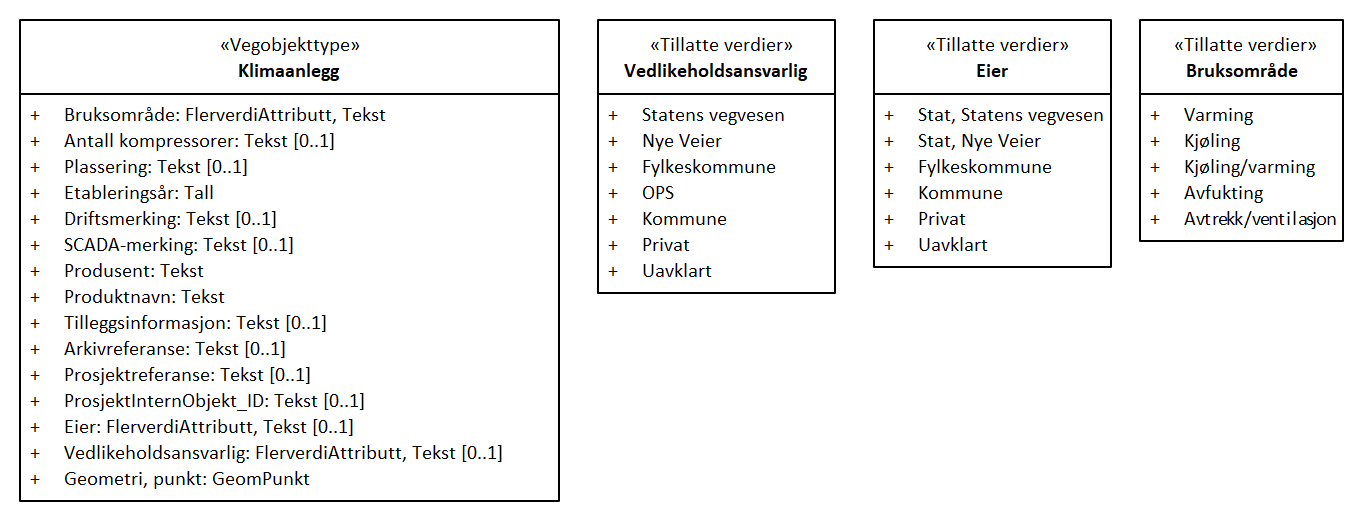 «Vegobjekttype»
Klimaanlegg
+ Bruksområde: FlerverdiAttributt, Tekst
+ Antall kompressorer: Tekst [0..1]
+ Plassering: Tekst [0..1]
+ Etableringsår: Tall
+ Driftsmerking: Tekst [0..1]
+ SCADA-merking: Tekst [0..1]
+ Produsent: Tekst
+ Produktnavn: Tekst
+ Tilleggsinformasjon: Tekst [0..1]
+ Arkivreferanse: Tekst [0..1]
+ Prosjektreferanse: Tekst [0..1]
+ ProsjektInternObjekt_ID: Tekst [0..1]
+ Eier: FlerverdiAttributt, Tekst [0..1]
+ Vedlikeholdsansvarlig: FlerverdiAttributt, Tekst [0..1]
+ Geometri, punkt: GeomPunkt
«Tillatte verdier»
Vedlikeholdsansvarlig
+ Statens vegvesen
+ Nye Veier
+ Fylkeskommune
+ OPS
+ Kommune
+ Privat
+ Uavklart
«Tillatte verdier»
Eier
+ Stat, Statens vegvesen
+ Stat, Nye Veier
+ Fylkeskommune
+ Kommune
+ Privat
+ Uavklart
«Tillatte verdier»
Bruksområde
+ Varming
+ Kjøling
+ Kjøling/varming
+ Avfukting
+ Avtrekk/ventilasjon